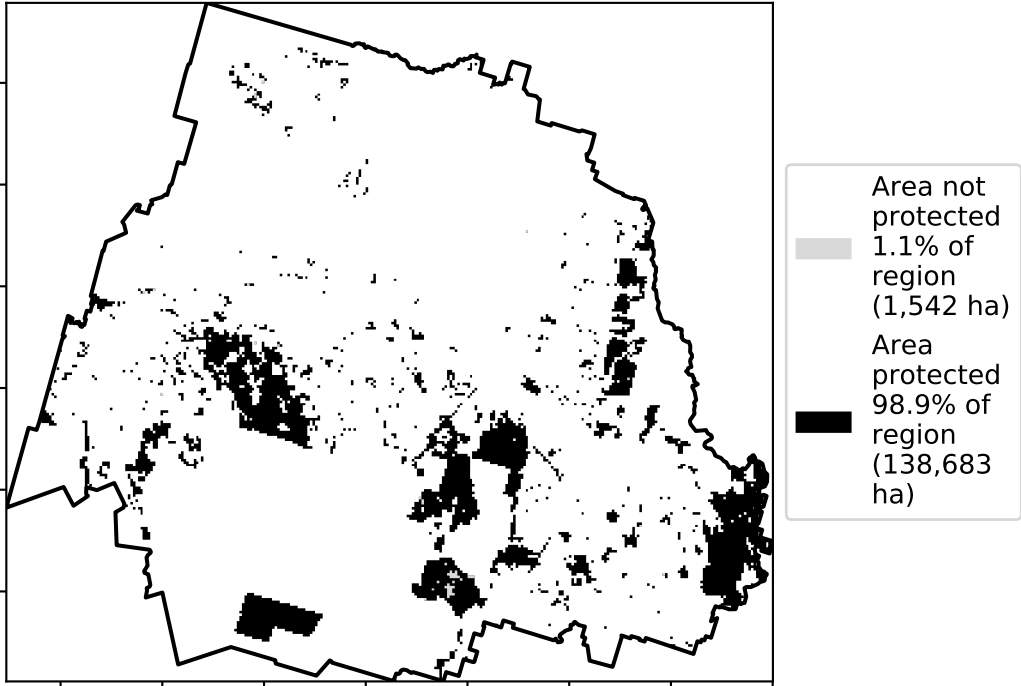 Area not
protected
1.1% of
region
(1,542 ha)
Area
protected
98.9% of
region
(138,683
ha)